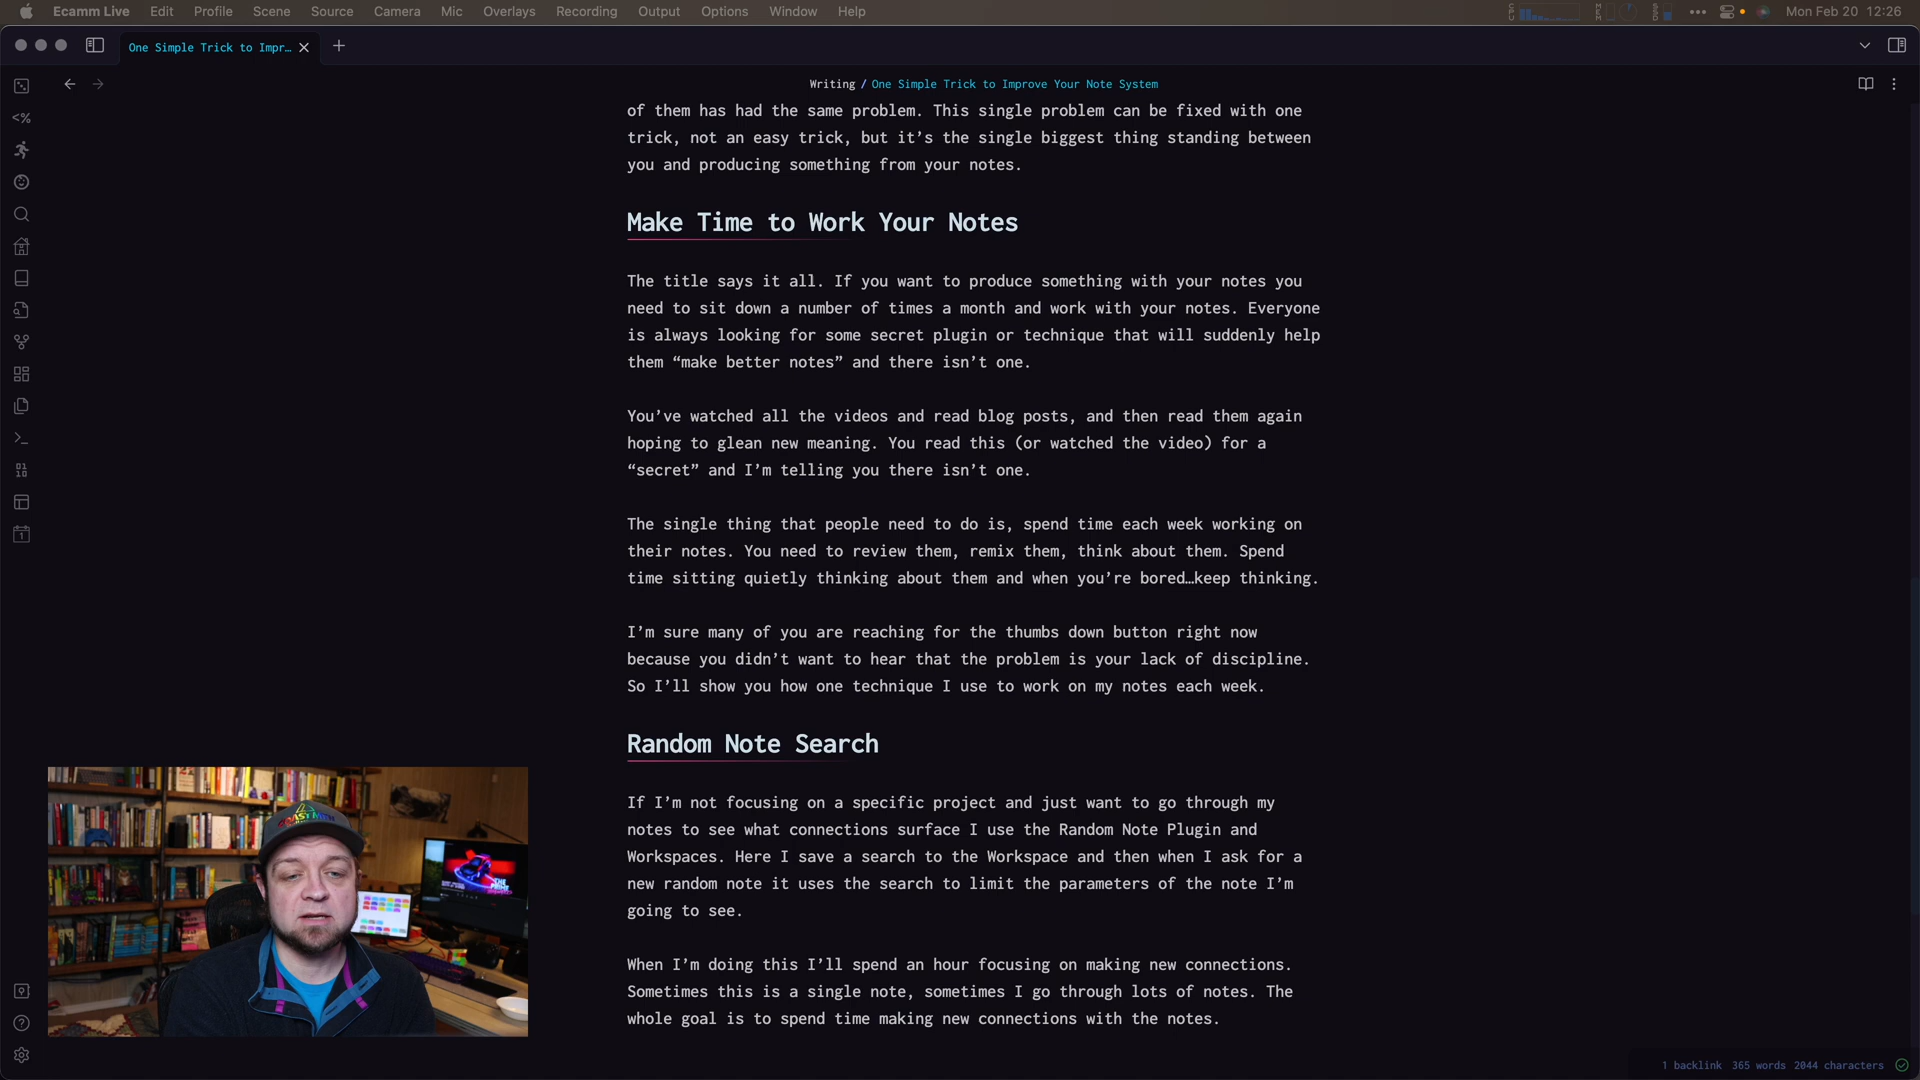 Ecamm Live Edit Profile Scene Source Camera Mic Overlays Recording Output Options Window Help Mon Feb 20 12:26
One Simple Trick to Impr…
Writing / One Simple Trick to Improve Your Note System
of them has had the same problem. This single problem can be fixed with one
trick, not an easy trick, but it’s the single biggest thing standing between
you and producing something from your notes.
Make Time to Work Your Notes
The title says it all. If you want to produce something with your notes you
need to sit down a number of times a month and work with your notes. Everyone
is always looking for some secret plugin or technique that will suddenly help
them “make better notes” and there isn’t one.
You’ve watched all the videos and read blog posts, and then read them again
hoping to glean new meaning. You read this (or watched the video) for a
“secret” and I’m telling you there isn’t one.
The single thing that people need to do is, spend time each week working on
their notes. You need to review them, remix them, think about them. Spend
time sitting quietly thinking about them and when you’re bored…keep thinking.
I’m sure many of you are reaching for the thumbs down button right now
because you didn’t want to hear that the problem is your lack of discipline.
So I’ll show you how one technique I use to work on my notes each week.
Random Note Search
If I’m not focusing on a specific project and just want to go through my
notes to see what connections surface I use the Random Note Plugin and
Workspaces. Here I save a search to the Workspace and then when I ask for a
new random note it uses the search to limit the parameters of the note I’m
going to see.
When I’m doing this I’ll spend an hour focusing on making new connections.
Sometimes this is a single note, sometimes I go through lots of notes. The
whole goal is to spend time making new connections with the notes.
1 backlink 365 words 2044 characters